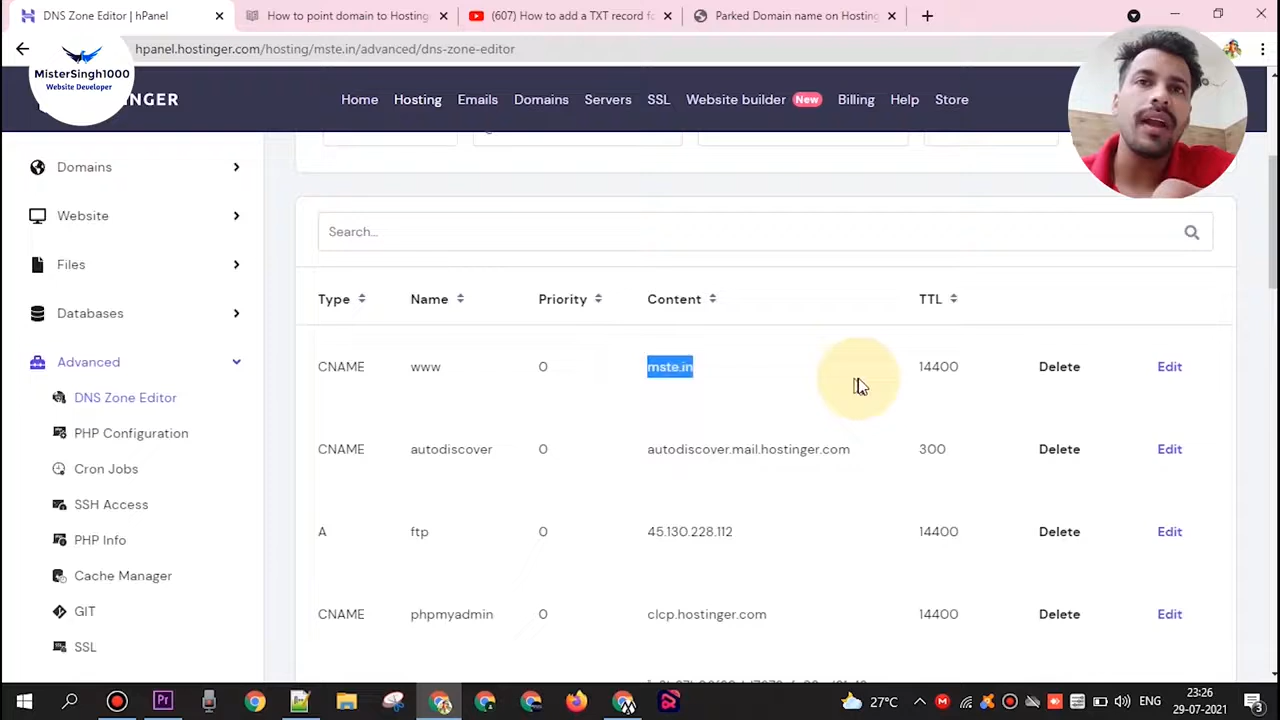 DNS Zone Editor | hPanel
How to point domain to Hosting
(607) How to add a TXT record fo
Parked Domain name on Hosting
hpanel.hostinger.com/hosting/mste.in/advanced/dns-zone-editor
MisterSingh1000
Website Developer
INGER
Home
Hosting
Emails
Domains
Servers
SSL
Website builder
New
Billing
Help
Store
Domains
Website
Files
Databases
Advanced
DNS Zone Editor
PHP Configuration
Cron Jobs
SSH Access
PHP Info
Cache Manager
GIT
SSL
Search...
Type Name Priority Content TTL
CNAME www 0 mste.in 14400 Delete Edit
CNAME autodiscover 0 autodiscover.mail.hostinger.com 300 Delete Edit
A ftp 0 45.130.228.112 14400 Delete Edit
CNAME phpmyadmin 0 clcp.hostinger.com 14400 Delete Edit
27°C
ENG
23:26
29-07-2021
3